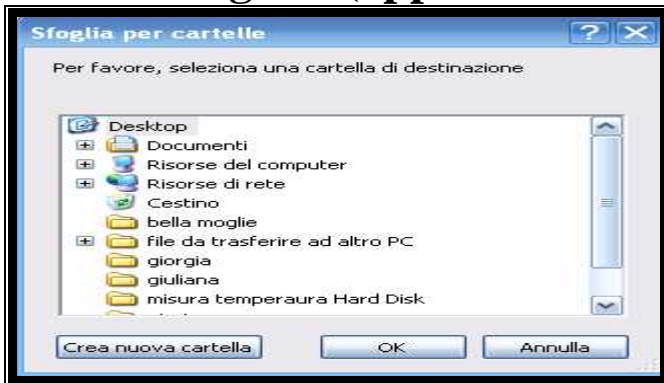 Sfoglia per cartelle
Per favore, seleziona una cartella di destinazione
Desktop
Documenti
Risorse del computer
Risorse di rete
Cestino
bella moglie
file da trasferire ad altro PC
giorgia
giuliana
misura temperaura Hard Disk
Crea nuova cartella
OK
Annulla